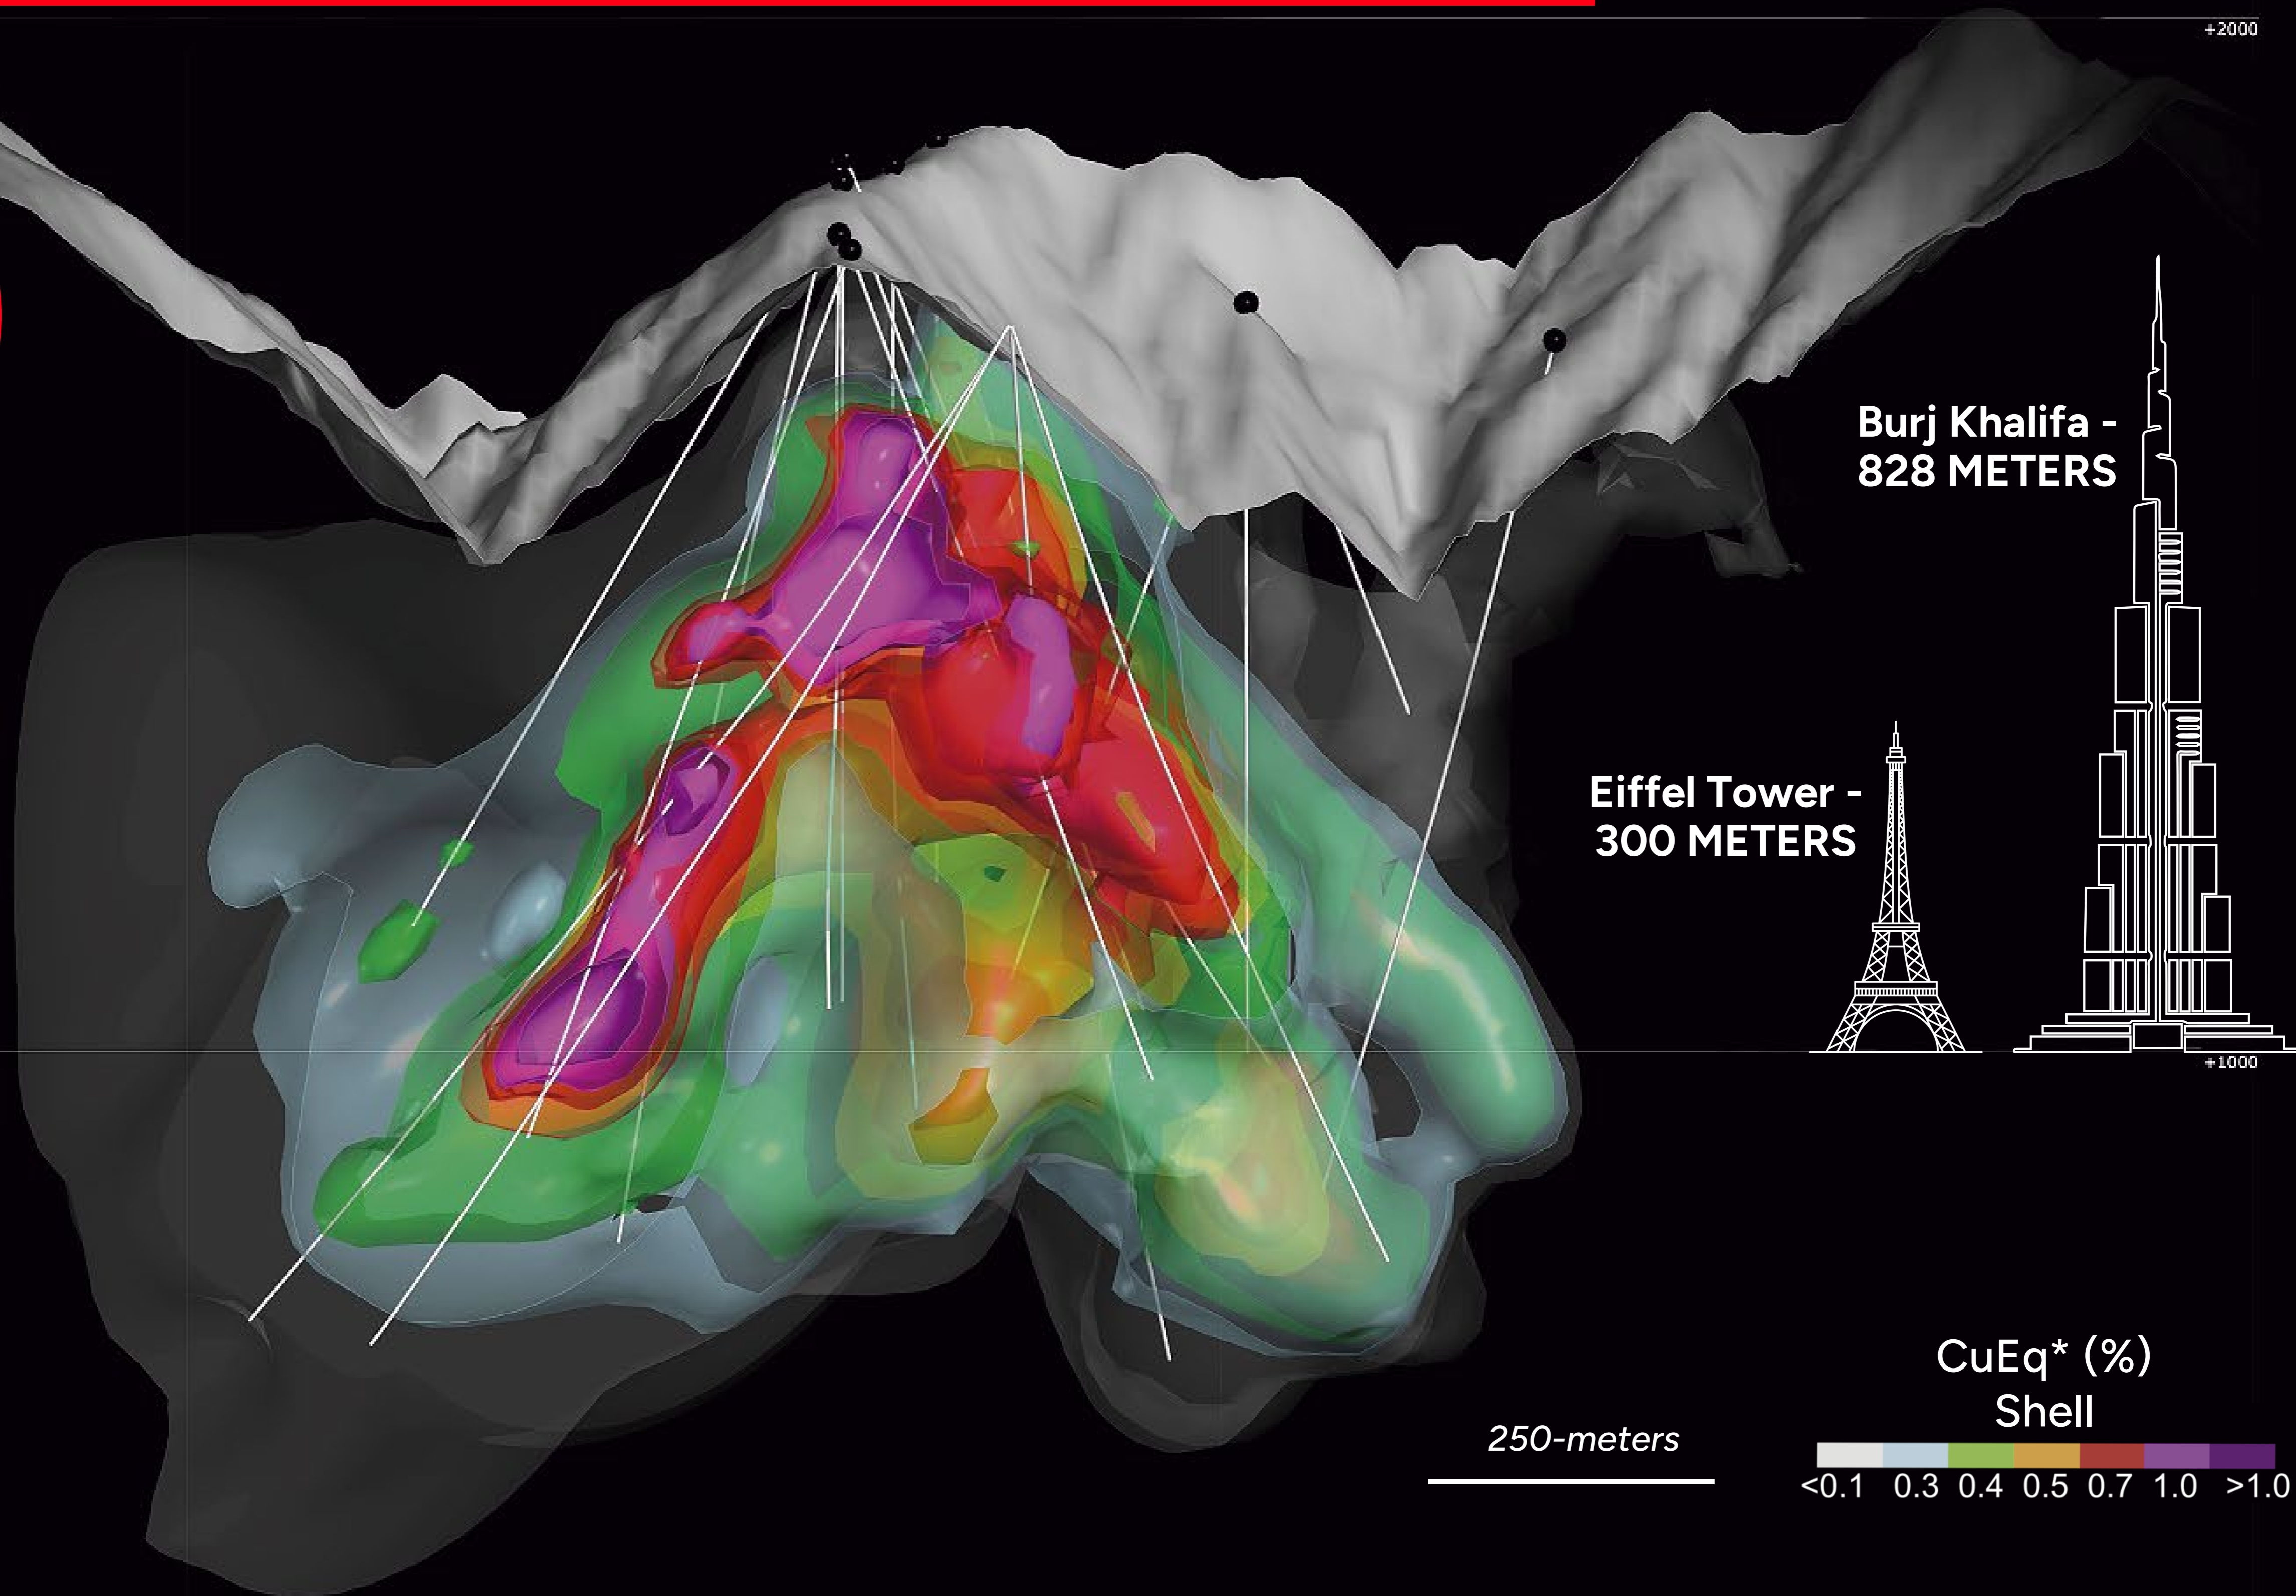 +2000
Burj Khalifa -
828 METERS
Eiffel Tower -
300 METERS
+1000
CuEq* (%)
Shell
250-meters
<0.1 0.3 0.4 0.5 0.7 1.0 >1.0